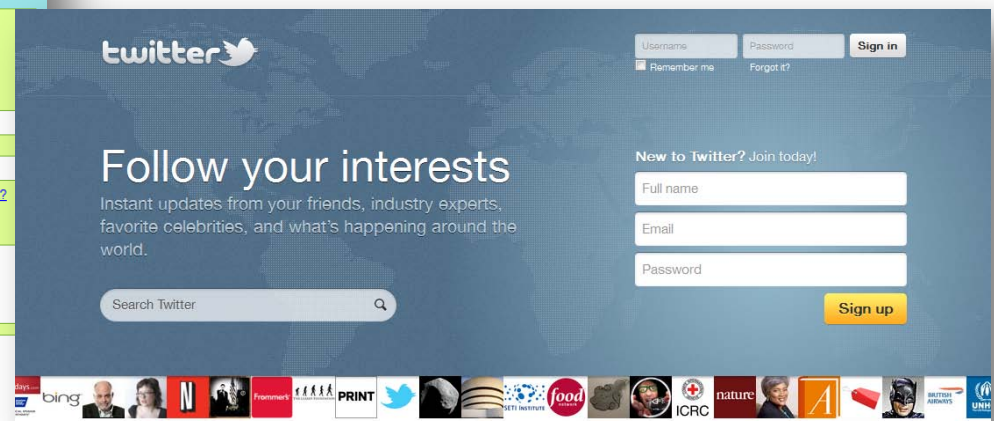 ?
twitter
Username
Password
Sign in
Remember me
Forgot it?
Follow your interests
Instant updates from your friends, industry experts,
favorite celebrities, and what's happening around the
world.
Search Twitter
New to Twitter? Join today!
Full name
Email
Password
Sign up
days
bing
N
Frommer's
PRINT
SETI INSTITUTE
food
ICRC
nature
A
BRITISH AIRWAYS
UNH